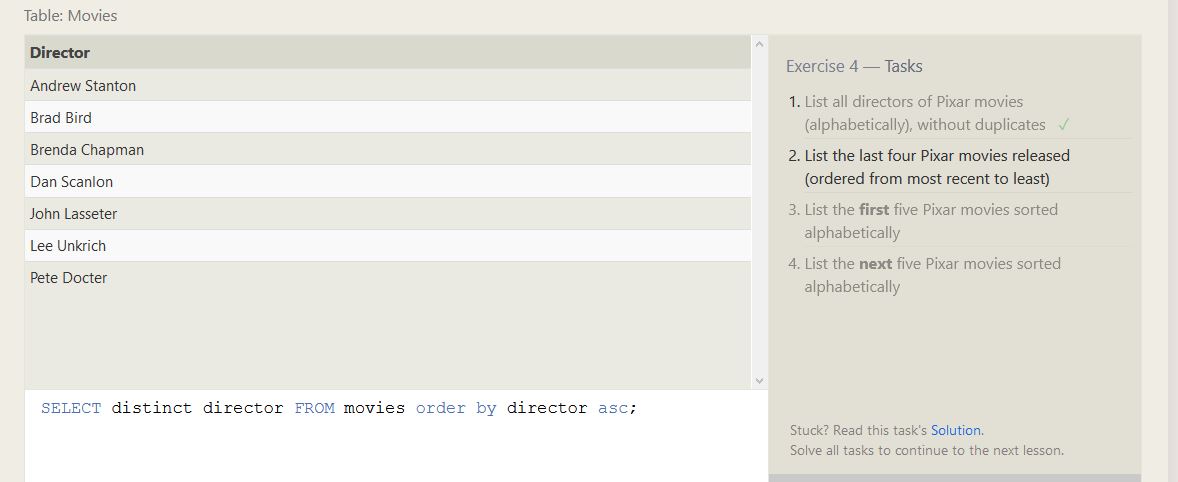 Table: Movies
Director
Andrew Stanton
Brad Bird
Brenda Chapman
Dan Scanlon
John Lasseter
Lee Unkrich
Pete Docter
SELECT distinct director FROM movies order by director asc;
Exercise 4 — Tasks
1. List all directors of Pixar movies
(alphabetically), without duplicates ✓
2. List the last four Pixar movies released
(ordered from most recent to least)
3. List the first five Pixar movies sorted
alphabetically
4. List the next five Pixar movies sorted
alphabetically
Stuck? Read this task's Solution.
Solve all tasks to continue to the next lesson.